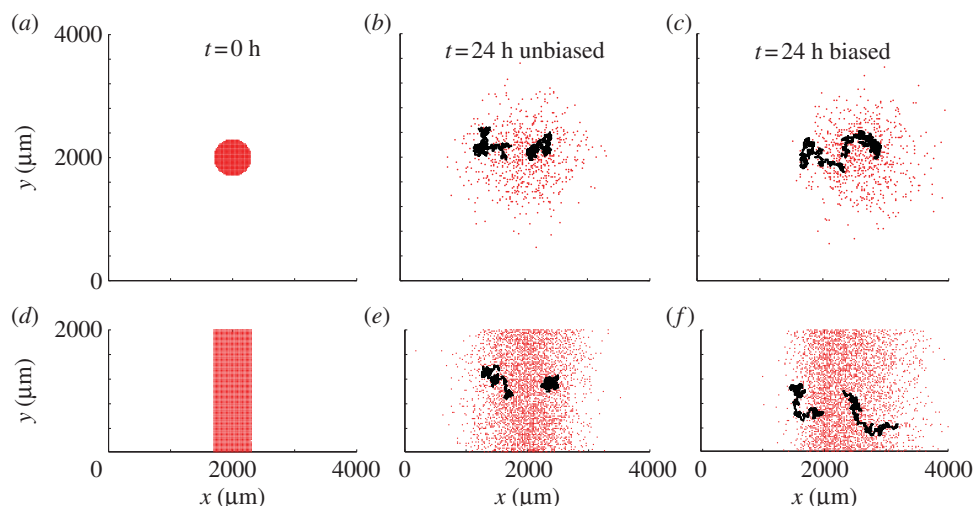 (a)
(b)
(c)
4000
t=0 h
t=24 h unbiased
t=24 h biased
y (µm)
2000
0
(d)
(e)
(f)
2000
y (µm)
0
2000
4000
0
2000
4000
0
2000
4000
x (µm)
x (µm)
x (µm)